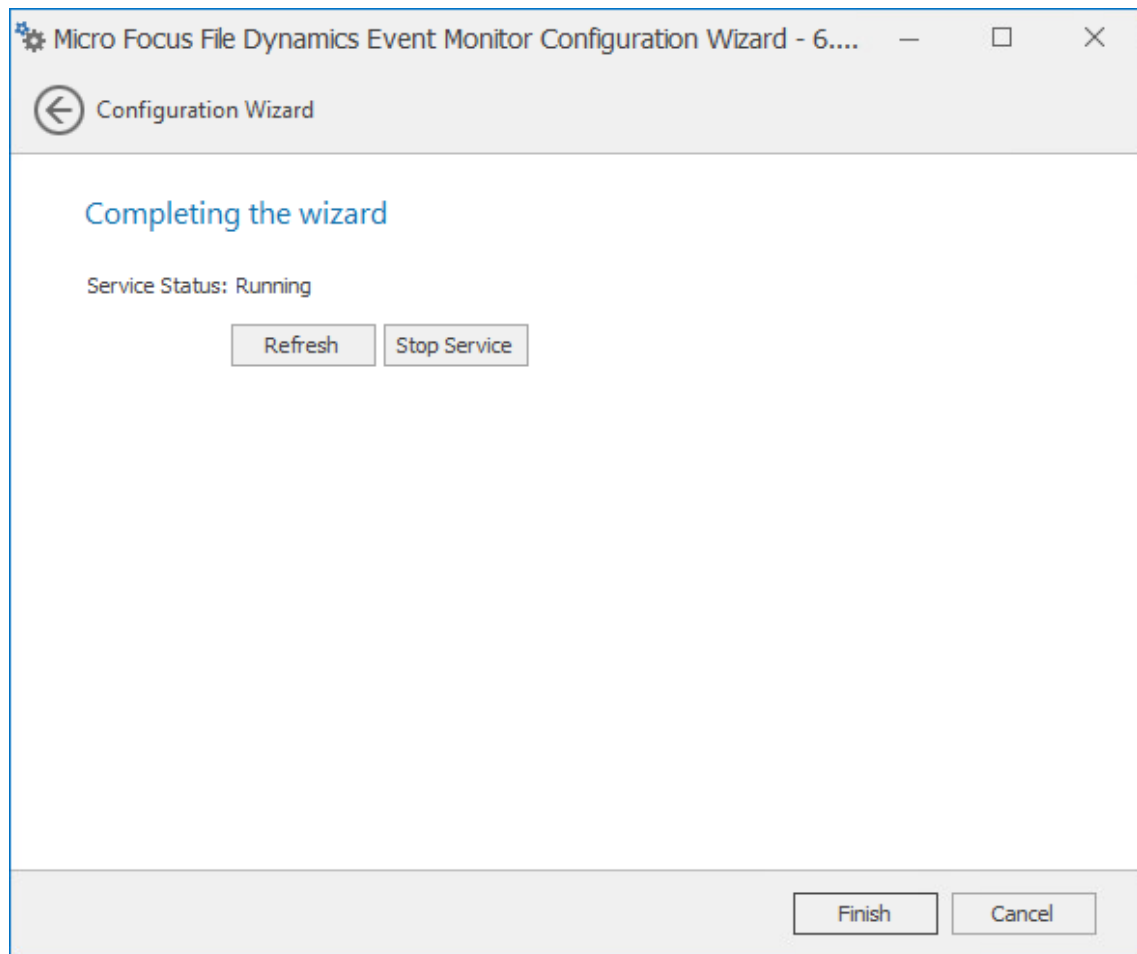 Micro Focus File Dynamics Event Monitor Configuration Wizard - 6....
Configuration Wizard
Completing the wizard
Service Status: Running
Refresh Stop Service
Finish Cancel